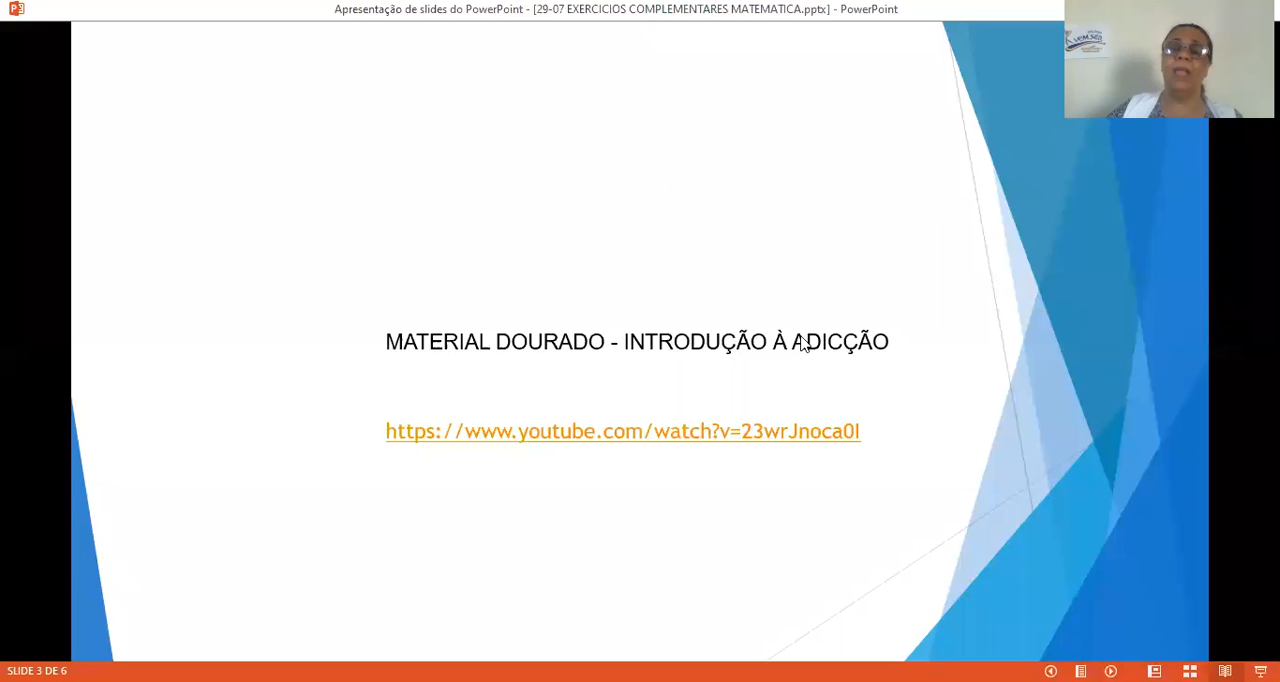 Apresentação de slides do PowerPoint - [29-07 EXERCICIOS COMPLEMENTARES MATEMATICA.pptx] - PowerPoint
MATERIAL DOURADO - INTRODUÇÃO À ADICÇÃO
https://www.youtube.com/watch?v=23wrJnoca0I
SLIDE 3 DE 6